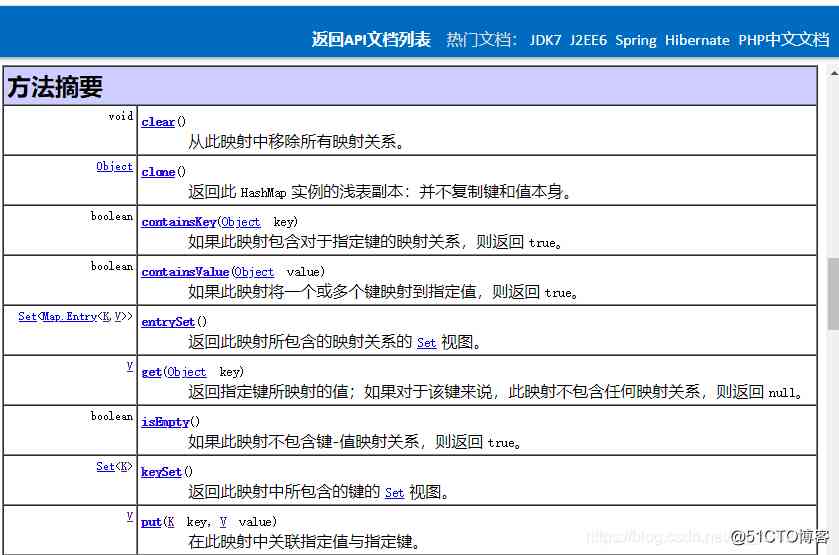 返回API文档列表 热门文档： JDK7 J2EE6 Spring Hibernate PHP中文文档
方法摘要
void clear()
从此映射中移除所有映射关系。
Object clone()
返回此 HashMap 实例的浅表副本：并不复制键和值本身。
boolean containsKey(Object key)
如果此映射包含对于指定键的映射关系，则返回 true。
boolean containsValue(Object value)
如果此映射将一个或多个键映射到指定值，则返回 true。
Set<Map.Entry<K,V>> entrySet()
返回此映射所包含的映射关系的 Set 视图。
V get(Object key)
返回指定键所映射的值；如果对于该键来说，此映射不包含任何映射关系，则返回 null。
boolean isEmpty()
如果此映射不包含键-值映射关系，则返回 true。
Set<K> keySet()
返回此映射中所包含的键的 Set 视图。
V put(K key, V value)
在此映射中关联指定值与指定键。
https://blog.csdn.ne
@51CTO博客